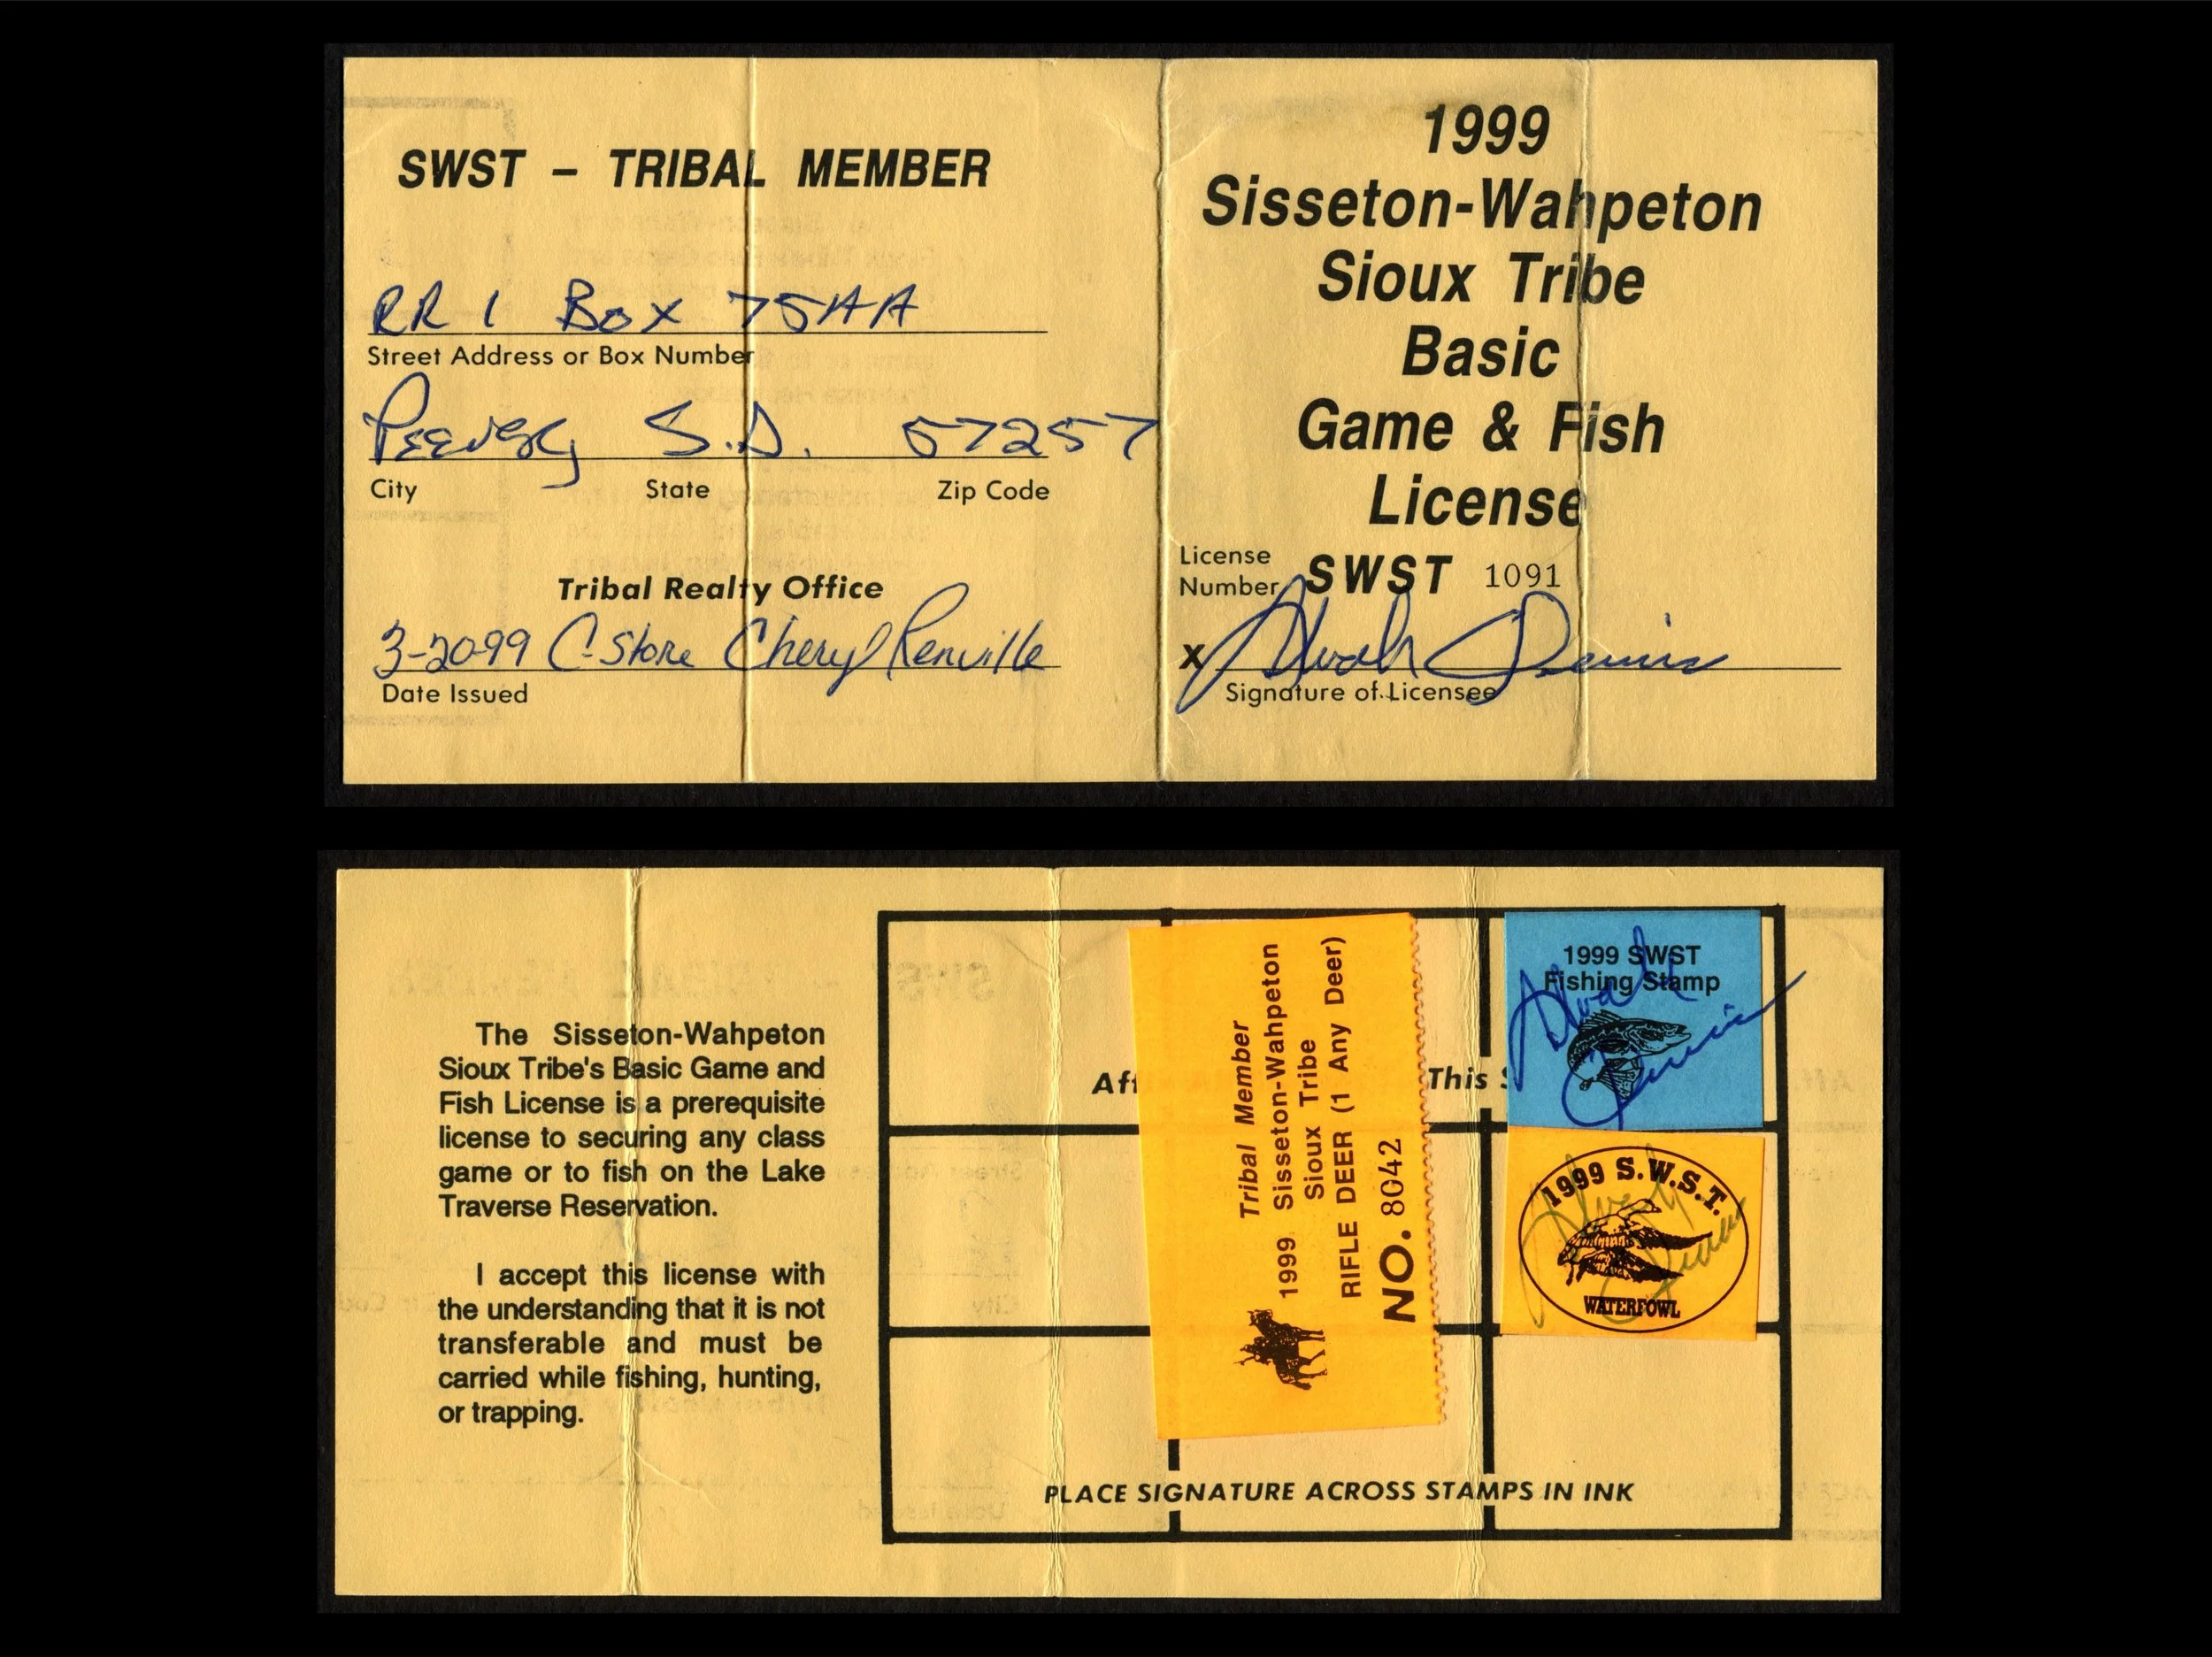 SWST – TRIBAL MEMBER
RR 1 Box 75AA
Street Address or Box Number
Peever S.D. 57257
City State Zip Code
Tribal Realty Office
3-20-99 C-Store Cheryl Renville
Date Issued
1999
Sisseton-Wahpeton
Sioux Tribe
Basic
Game & Fish
License
License
Number SWST 1091
X
Signature of Licensee
The Sisseton-Wahpeton
Sioux Tribe's Basic Game and
Fish License is a prerequisite
license to securing any class
game or to fish on the Lake
Traverse Reservation.
I accept this license with
the understanding that it is not
transferable and must be
carried while fishing, hunting,
or trapping.
This
Tribal Member
1999 Sisseton-Wahpeton
Sioux Tribe
RIFLE DEER (1 Any Deer)
NO. 8042
1999 SWST
Fishing Stamp
1999 S.W.S.T.
WATERFOWL
PLACE SIGNATURE ACROSS STAMPS IN INK